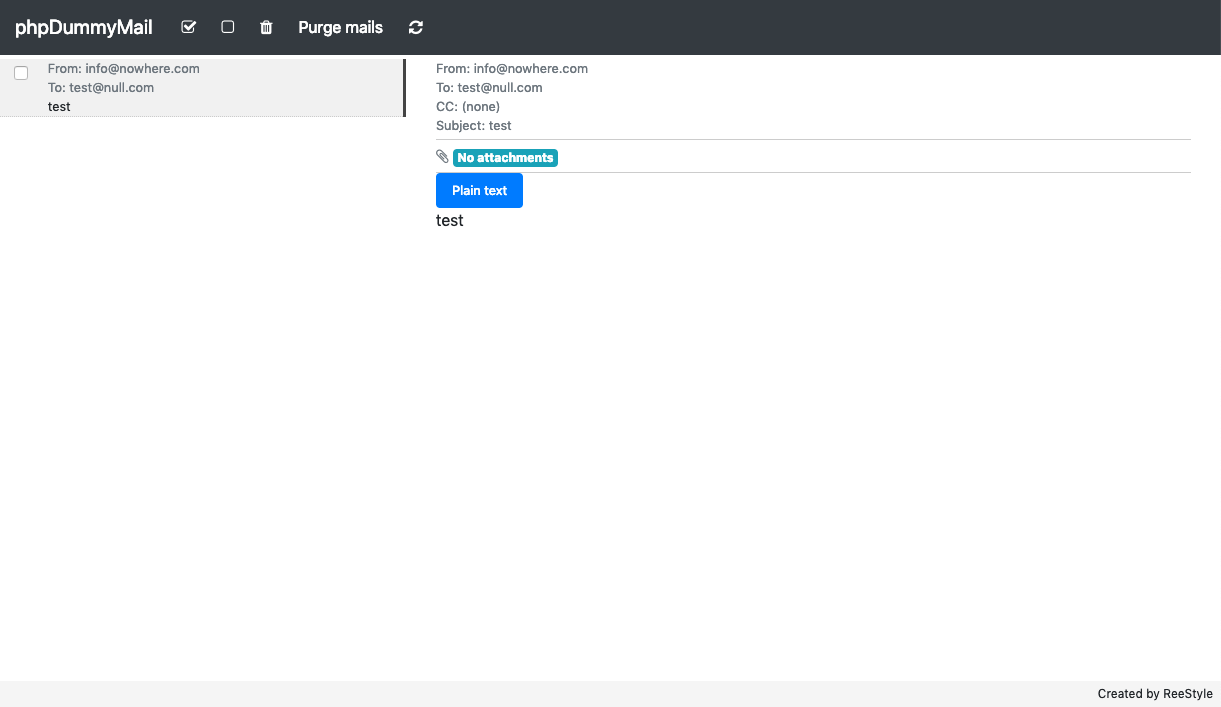 phpDummyMail Purge mails
From: info@nowhere.com
To: test@null.com
test
From: info@nowhere.com
To: test@null.com
CC: (none)
Subject: test
No attachments
Plain text
test
Created by ReeStyle